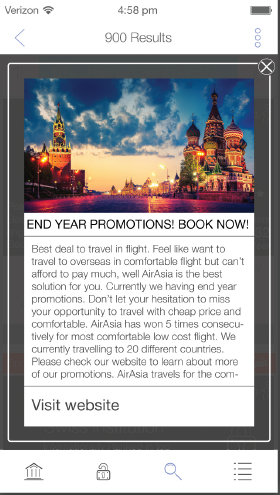 Verizon 4:58 pm
900 Results
END YEAR PROMOTIONS! BOOK NOW!
Best deal to travel in flight. Feel like want to
travel to overseas in comfortable flight but can't
afford to pay much, well AirAsia is the best
solution for you. Currently we having end year
promotions. Don't let your hesitation to miss
your opportunity to travel with cheap price and
comfortable. AirAsia has won 5 times consecu-
tively for most comfortable low cost flight. We
currently travelling to 20 different countries.
Please check our website to learn about more
of our promotions. AirAsia travels for the com-
Visit website